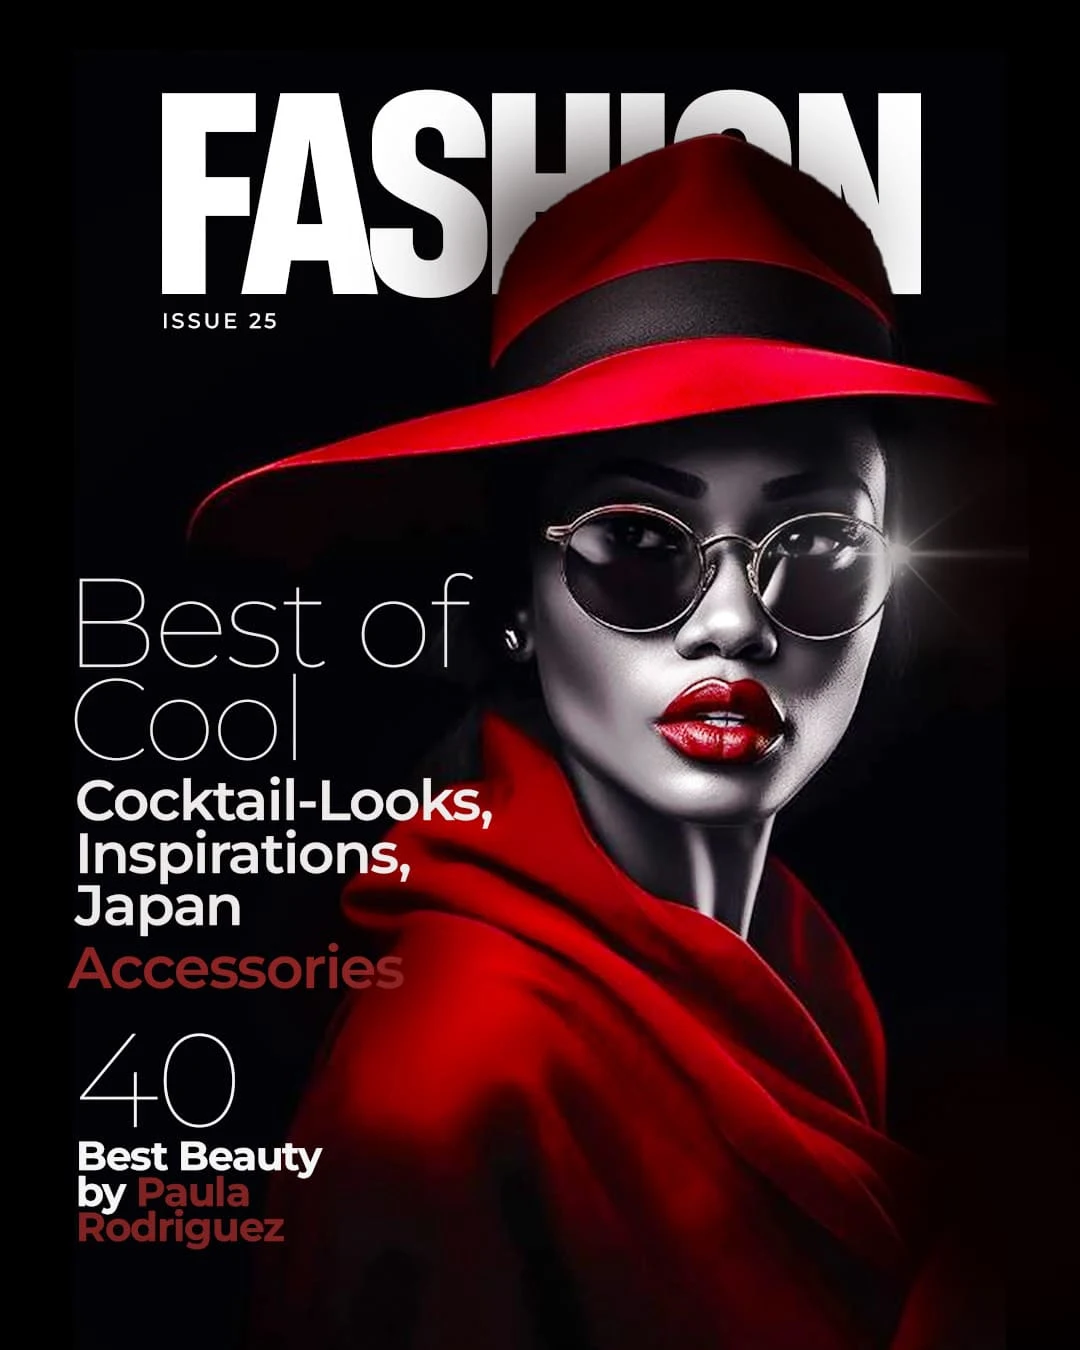 FASHION
ISSUE 25
Best of
Cool
Cocktail-Looks,
Inspirations,
Japan
Accessories
40
Best Beauty
by Paula
Rodriguez